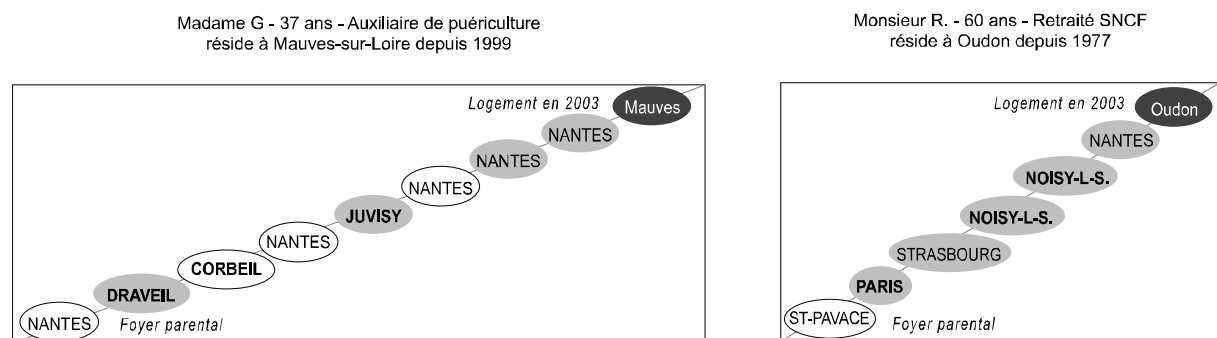 Madame G - 37 ans - Auxiliaire de puériculture
réside à Mauves-sur-Loire depuis 1999
Logement en 2003
Mauves
NANTES
NANTES
NANTES
JUVISY
NANTES
CORBEIL
DRAVEIL
NANTES
Foyer parental
Monsieur R. - 60 ans - Retraité SNCF
réside à Oudon depuis 1977
Logement en 2003
Oudon
NANTES
NOISY-L-S.
NOISY-L-S.
STRASBOURG
PARIS
ST-PAVACE
Foyer parental